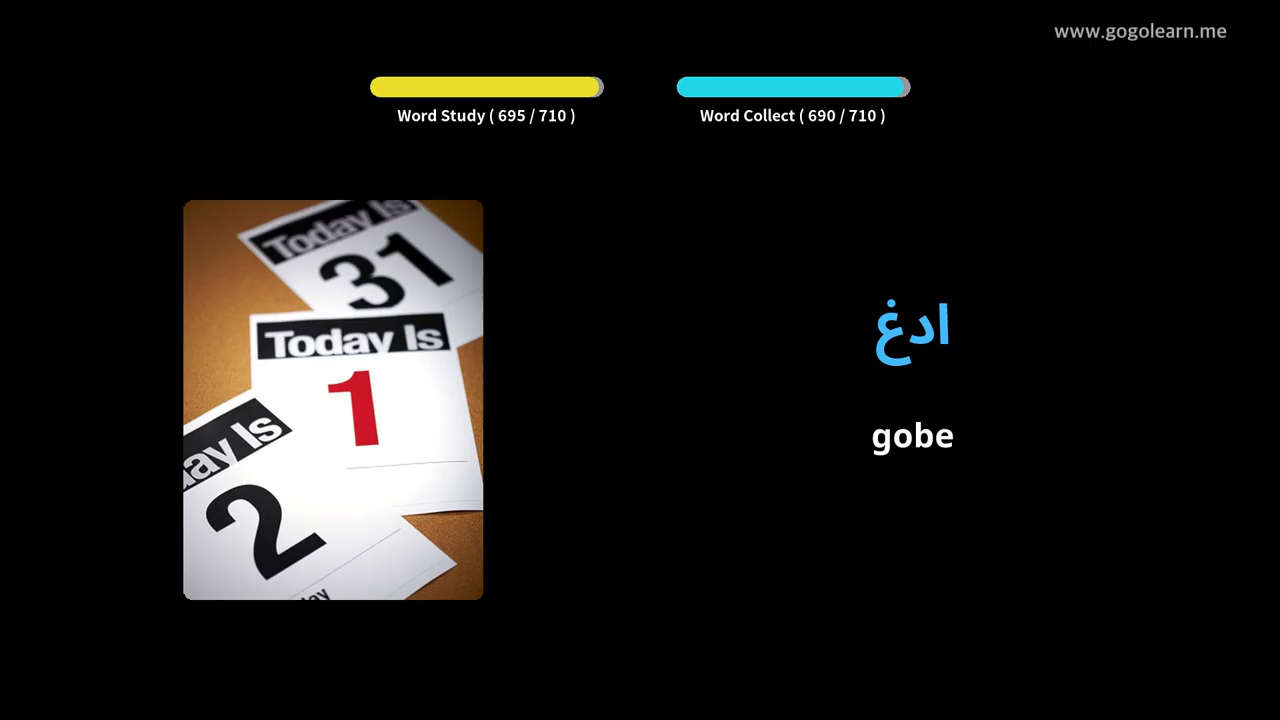 www.gogolearn.me
Word Study ( 695 / 710 )
Word Collect ( 690 / 710 )
Today Is
31
Today Is
1
ay Is
2
ادغ
gobe